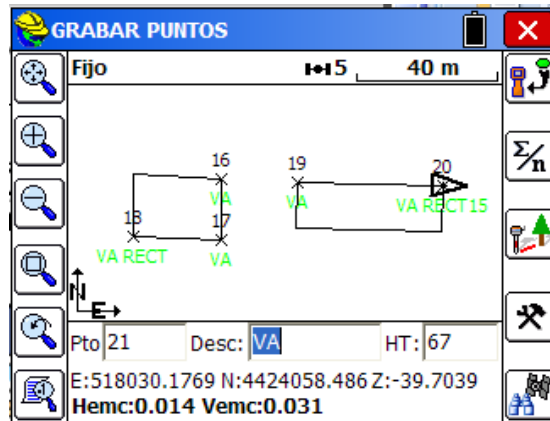 GRABAR PUNTOS
Fijo 5 40 m
16 19 20
VA VA VA RECT15
18 17
VA RECT VA
N
E
Σ/n
Pto 21 Desc: VA HT: 67
E:518030.1769 N:4424058.486 Z:-39.7039
Hemc:0.014 Vemc:0.031